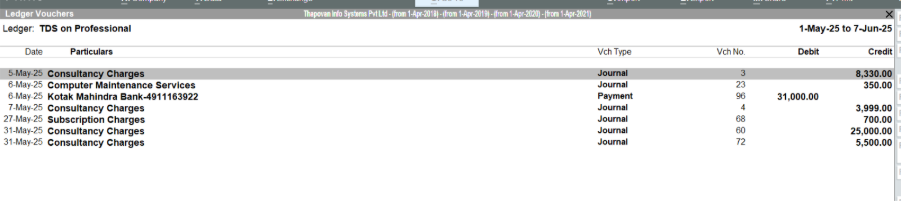 Ledger Vouchers Thapovan Info Systems Pvt Ltd - (from 1-Apr-2018) - (from 1-Apr-2019) - (from 1-Apr-2020) - (from 1-Apr-2021)
Ledger: TDS on Professional 1-May-25 to 7-Jun-25
Date Particulars Vch Type Vch No. Debit Credit
5-May-25 Consultancy Charges Journal 3 8,330.00
6-May-25 Computer Maintenance Services Journal 23 350.00
6-May-25 Kotak Mahindra Bank-4911163922 Payment 96 31,000.00
7-May-25 Consultancy Charges Journal 4 3,999.00
27-May-25 Subscription Charges Journal 68 700.00
31-May-25 Consultancy Charges Journal 60 25,000.00
31-May-25 Consultancy Charges Journal 72 5,500.00